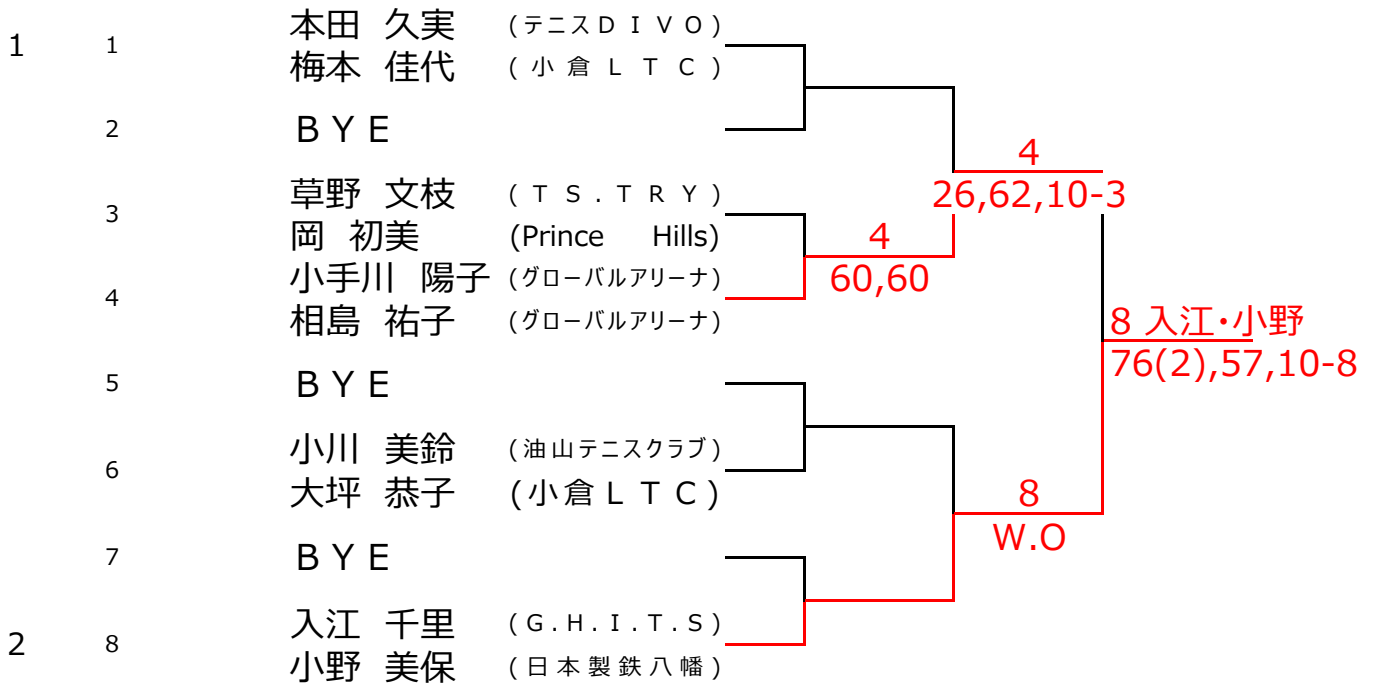 1 1 本田 久実 (テニスDIVO)
梅本 佳代 (小倉LTC)
2 BYE
4
26,62,10-3
3 草野 文枝 (TS.TRY)
岡 初美 (Prince Hills)
4
60,60
4 小手川 陽子 (グローバルアリーナ)
相島 祐子 (グローバルアリーナ)
8 入江・小野
76(2),57,10-8
5 BYE
6 小川 美鈴 (油山テニスクラブ)
大坪 恭子 (小倉LTC)
8
W.O
7 BYE
2 8 入江 千里 (G.H.I.T.S)
小野 美保 (日本製鉄八幡)